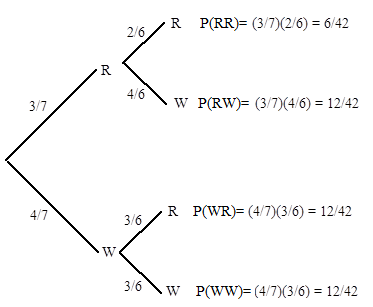 2/6 R P(RR)= (3/7)(2/6) = 6/42
R
4/6 W P(RW)= (3/7)(4/6) = 12/42
3/7
4/7 3/6 R P(WR)= (4/7)(3/6) = 12/42
W
3/6 W P(WW)= (4/7)(3/6) = 12/42